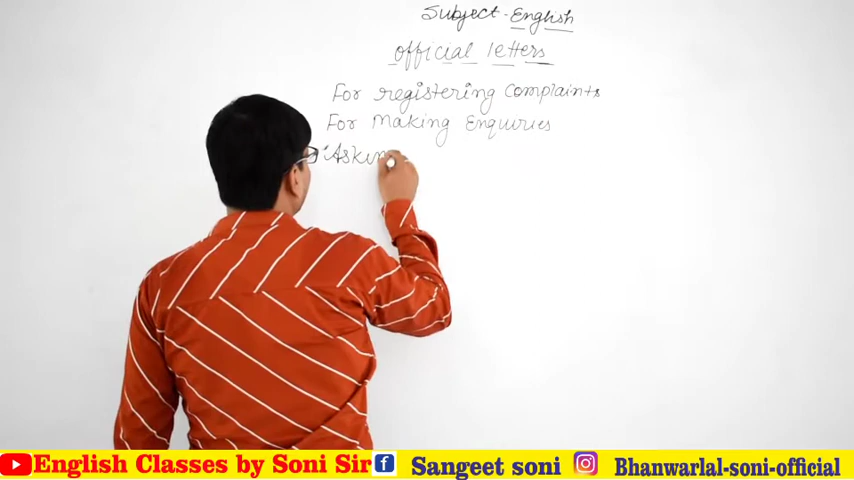 Subject - English
official letters
For registering Complaints
For Making Enquiries
Askin
English Classes by Soni Sir Sangeet soni Bhanwarlal-soni-official